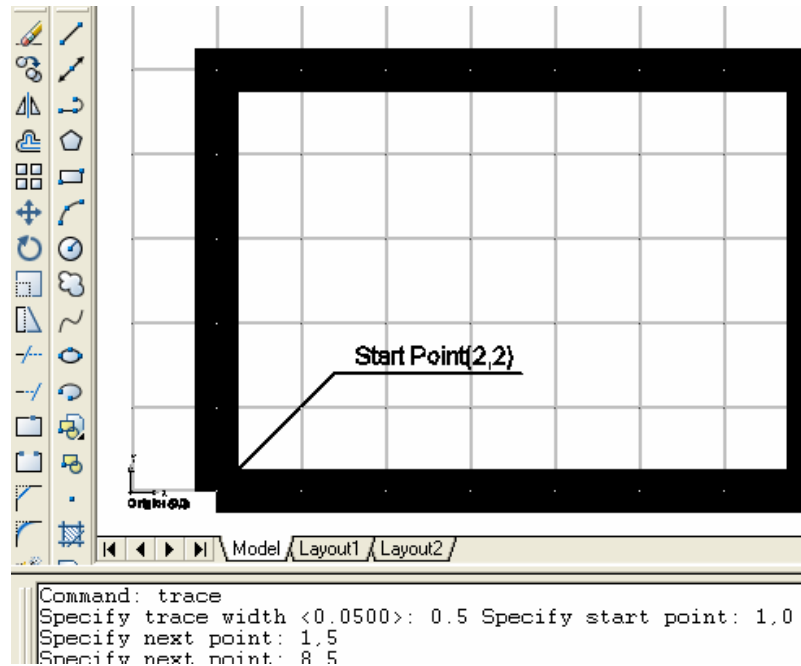 Start Point(2,2)
Model Layout1 Layout2
Command: trace
Specify trace width <0.0500>: 0.5 Specify start point: 1,0
Specify next point: 1,5
Specify next point: 8,5